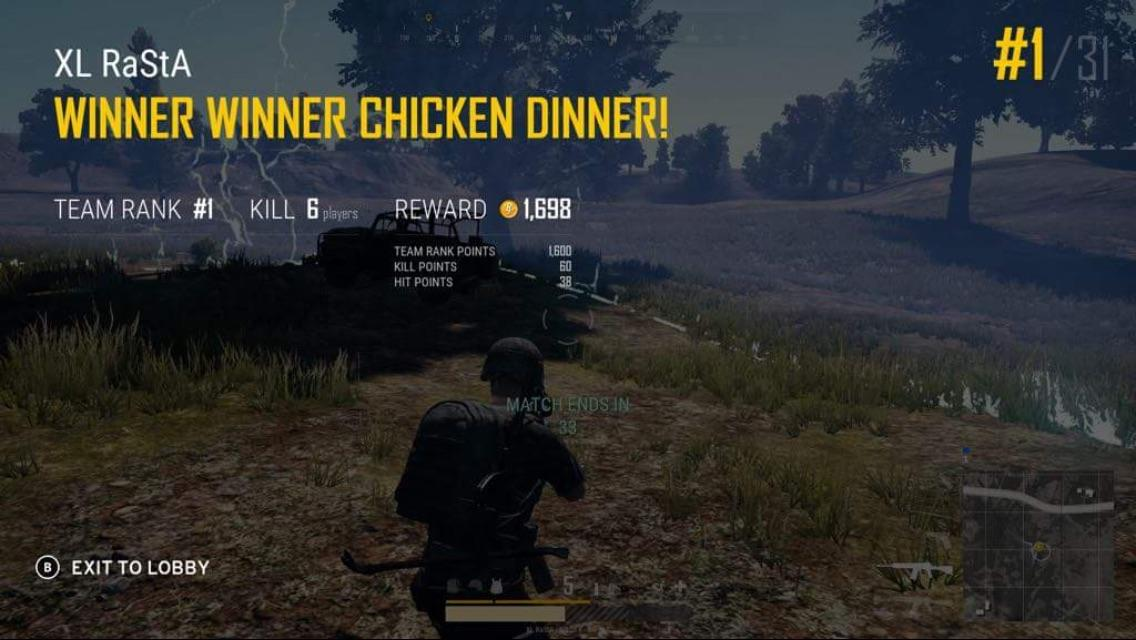 XL RaStA
#1/31
WINNER WINNER CHICKEN DINNER!
TEAM RANK #1 KILL 6 players REWARD B 1,698
TEAM RANK POINTS 1,600
KILL POINTS 60
HIT POINTS 38
MATCH ENDS IN
33
B EXIT TO LOBBY
5